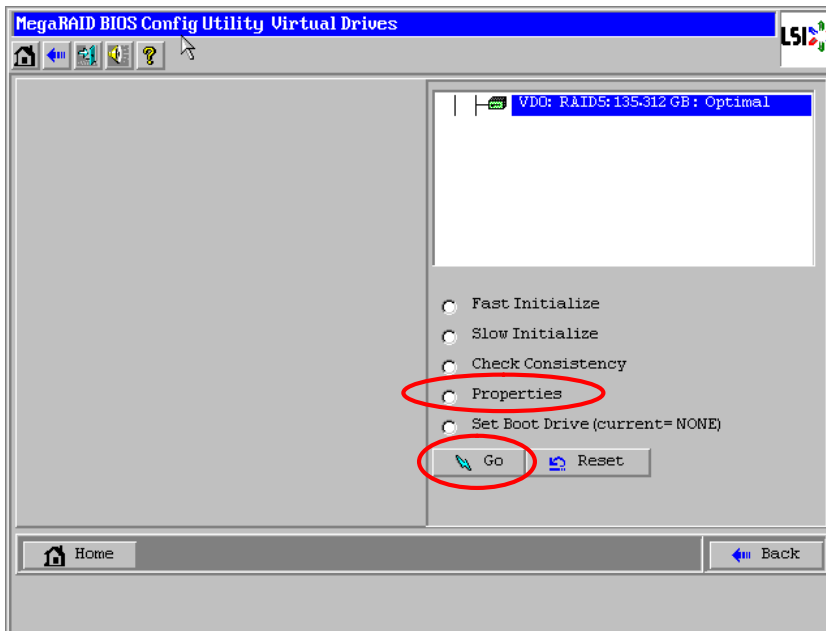 MegaRAID BIOS Config Utility Virtual Drives
LSI
VD0: RAID5: 135.312 GB: Optimal
Fast Initialize
Slow Initialize
Check Consistency
Properties
Set Boot Drive (current= NONE)
Go
Reset
Home
Back